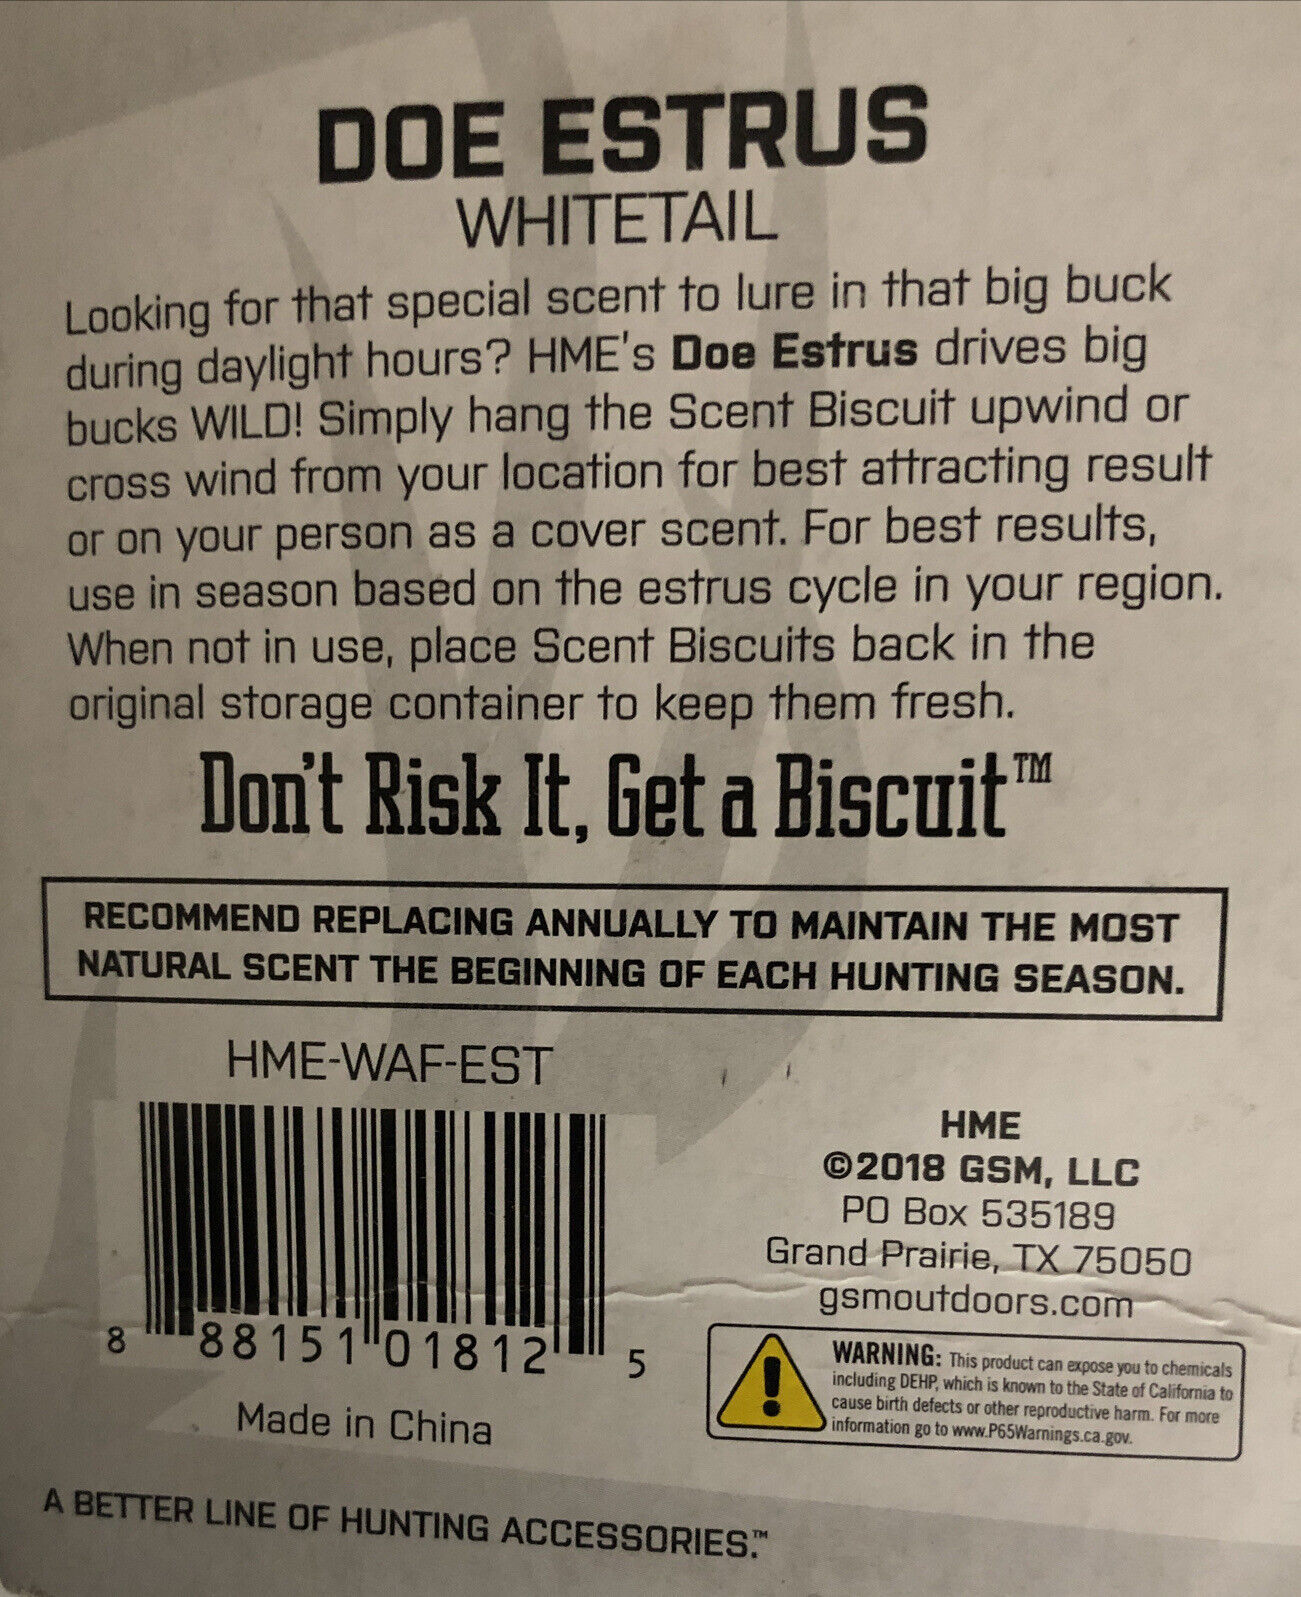 DOE ESTRUS
WHITETAIL
Looking for that special scent to lure in that big buck
during daylight hours? HME's Doe Estrus drives big
bucks WILD! Simply hang the Scent Biscuit upwind or
cross wind from your location for best attracting result
or on your person as a cover scent. For best results,
use in season based on the estrus cycle in your region.
When not in use, place Scent Biscuits back in the
original storage container to keep them fresh.
Don't Risk It, Get a Biscuit™
RECOMMEND REPLACING ANNUALLY TO MAINTAIN THE MOST
NATURAL SCENT THE BEGINNING OF EACH HUNTING SEASON.
HME-WAF-EST
8 88151 01812 5
Made in China
HME
©2018 GSM, LLC
PO Box 535189
Grand Prairie, TX 75050
gsmoutdoors.com
WARNING: This product can expose you to chemicals
including DEHP, which is known to the State of California to
cause birth defects or other reproductive harm. For more
information go to www.P65Warnings.ca.gov.
A BETTER LINE OF HUNTING ACCESSORIES.™